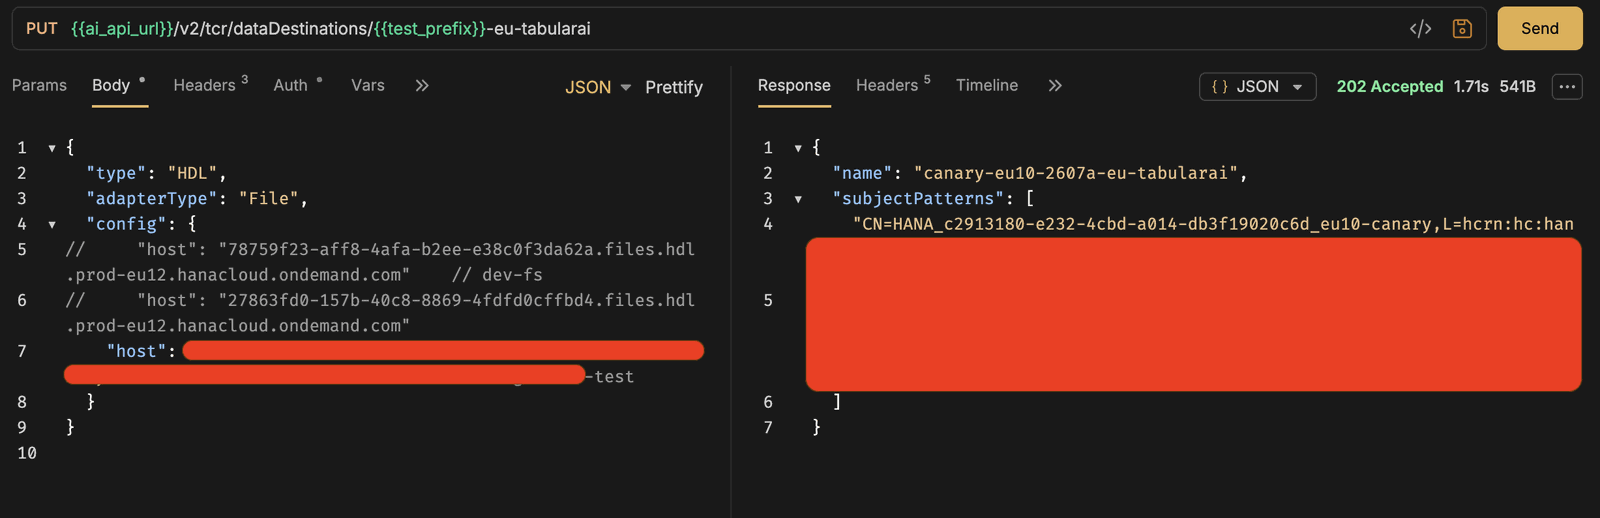 PUT {{ai_api_url}}/v2/tcr/dataDestinations/{{test_prefix}}-eu-tabularai </> Send
Params Body Headers 3 Auth Vars >> JSON Prettify
Response Headers 5 Timeline >> {} JSON 202 Accepted 1.71s 541B ...
1 {
2 "type": "HDL",
3 "adapterType": "File",
4 "config": {
5 // "host": "78759f23-aff8-4afa-b2ee-e38c0f3da62a.files.hdl
.prod-eu12.hanacloud.ondemand.com" // dev-fs
6 // "host": "27863fd0-157b-40c8-8869-4fdfd0cffbd4.files.hdl
.prod-eu12.hanacloud.ondemand.com"
7 "host":
-test
8 }
9 }
10
1 {
2 "name": "canary-eu10-2607a-eu-tabularai",
3 "subjectPatterns": [
4 "CN=HANA_c2913180-e232-4cbd-a014-db3f19020c6d_eu10-canary,L=hcrn:hc:han
5
6 ]
7 }